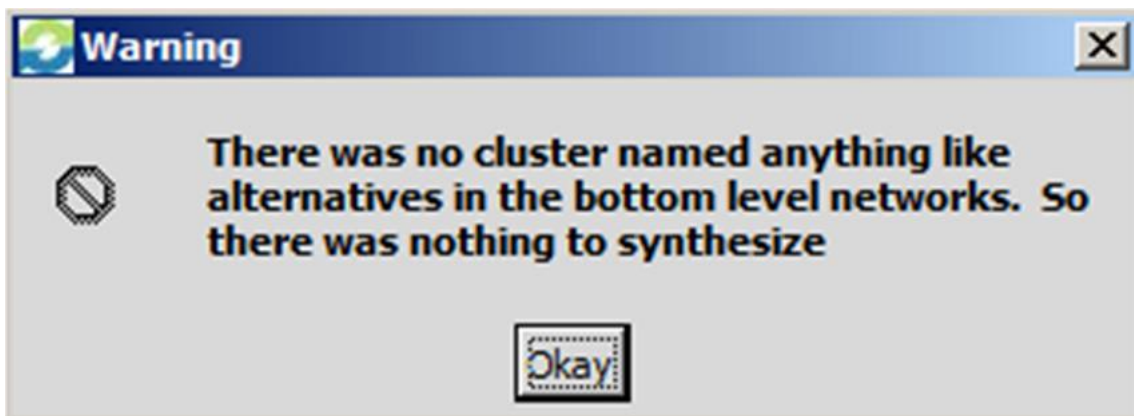 Warning
There was no cluster named anything like
alternatives in the bottom level networks.  So
there was nothing to synthesize
Okay